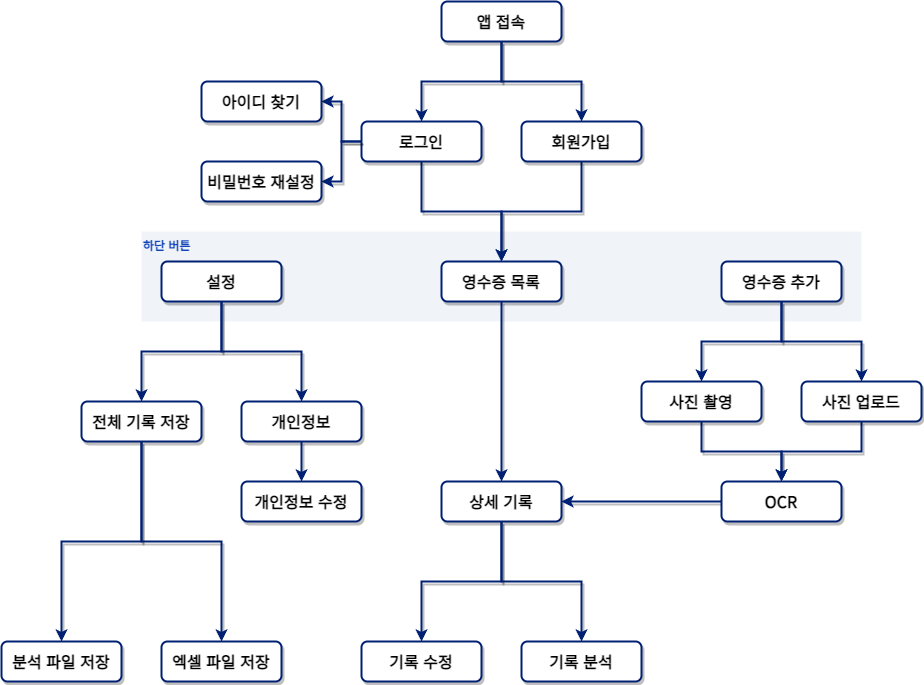 앱 접속
아이디 찾기
로그인
회원가입
비밀번호 재설정
하단 버튼
설정
영수증 목록
영수증 추가
전체 기록 저장
개인정보
사진 촬영
사진 업로드
개인정보 수정
상세 기록
OCR
분석 파일 저장
엑셀 파일 저장
기록 수정
기록 분석